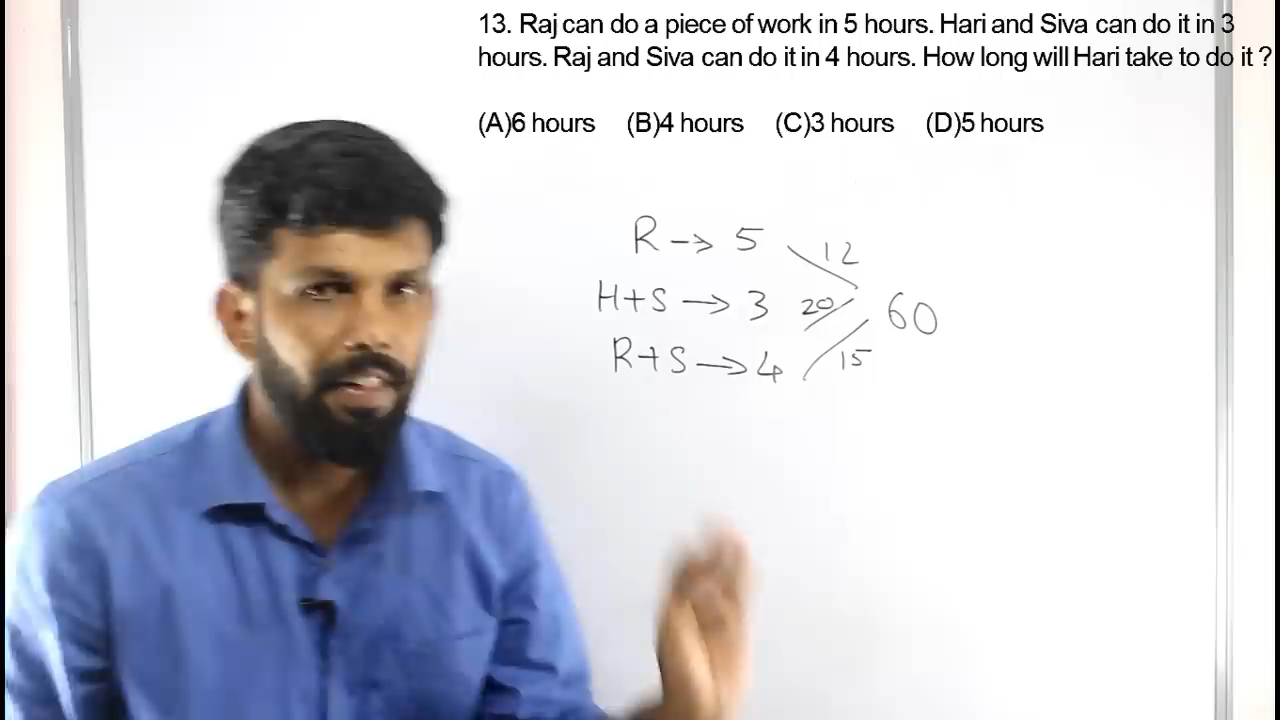 13. Raj can do a piece of work in 5 hours. Hari and Siva can do it in 3
hours. Raj and Siva can do it in 4 hours. How long will Hari take to do it ?
(A)6 hours (B)4 hours (C)3 hours (D)5 hours
R → 5 12
H+S → 3 20 60
R+S → 4 15